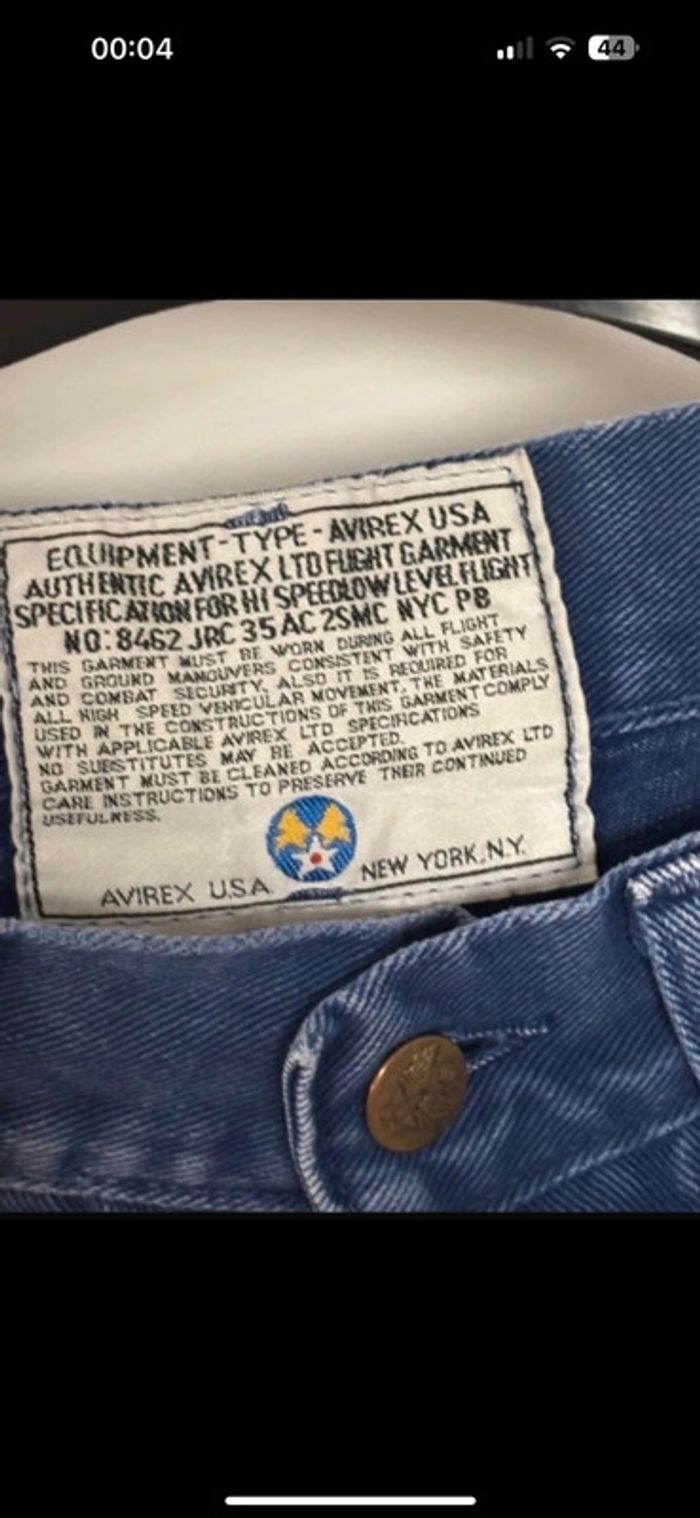 00:04
44
EQUIPMENT-TYPE-AVIREX USA
AUTHENTIC AVIREX LTD FLIGHT GARMENT
SPECIFICATION FOR HI SPEEDLOW LEVEL FLIGHT
NO:8462 JRC 35 AC 2SMC NYC PB
THIS GARMENT MUST BE WORN DURING ALL FLIGHT
AND GROUND MANOUVERS CONSISTENT WITH SAFETY
AND COMBAT SECURITY, ALSO IT IS REQUIRED FOR
ALL HIGH SPEED VEHICULAR MOVEMENT, THE MATERIALS
USED IN THE CONSTRUCTIONS OF THIS GARMENT COMPLY
WITH APPLICABLE AVIREX LTD SPECIFICATIONS
NO SUBSTITUTES MAY BE ACCEPTED.
GARMENT MUST BE CLEANED ACCORDING TO AVIREX LTD
CARE INSTRUCTIONS TO PRESERVE THEIR CONTINUED
USEFULNESS.
AVIREX U.S.A. NEW YORK, N.Y.